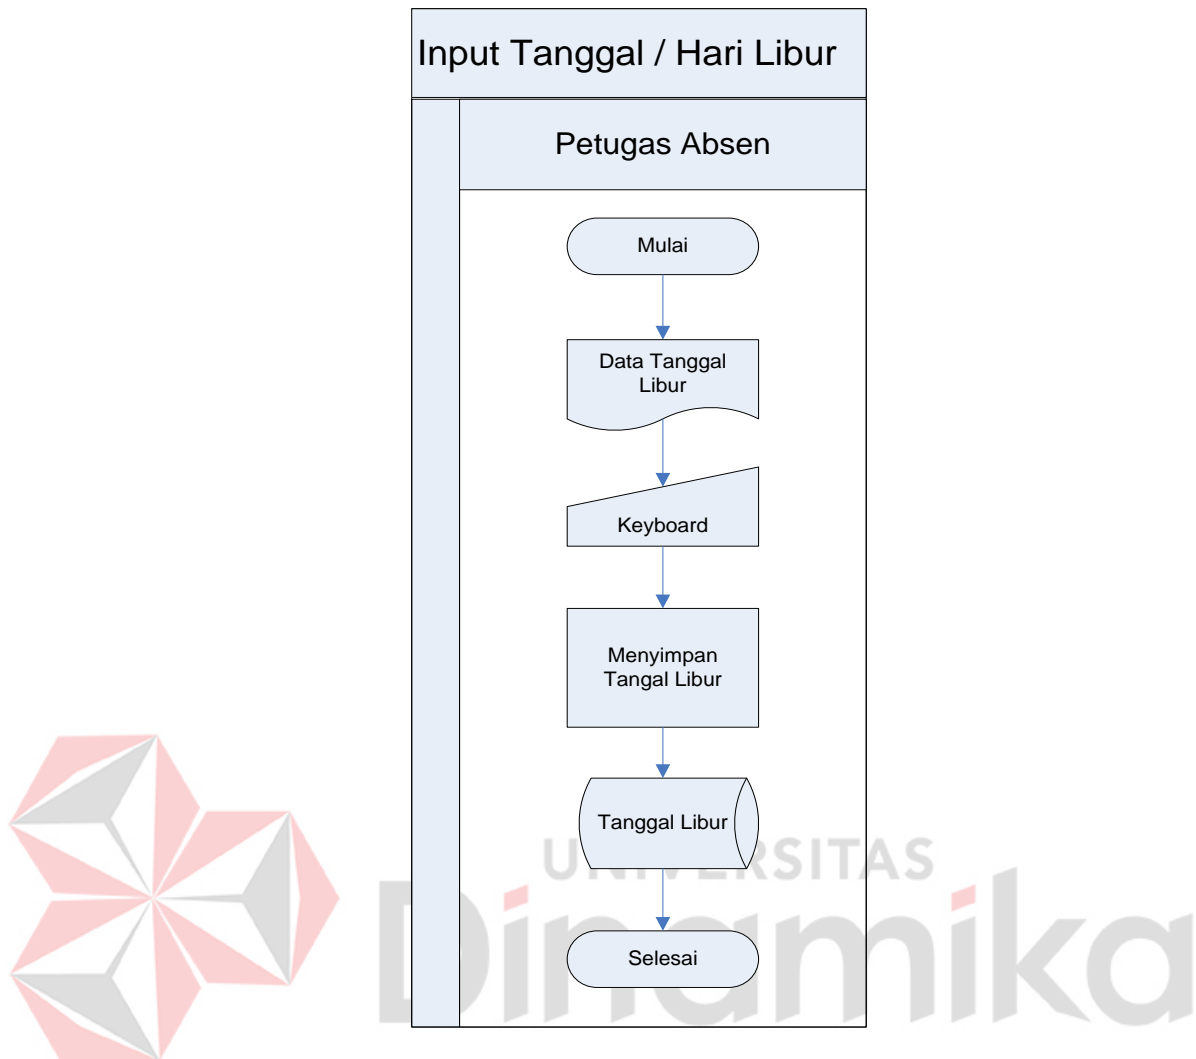 Input Tanggal / Hari Libur
Petugas Absen
Mulai
Data Tanggal
Libur
Keyboard
Menyimpan
Tangal Libur
Tanggal Libur
UNIVERSITAS
Dinamika
Selesai